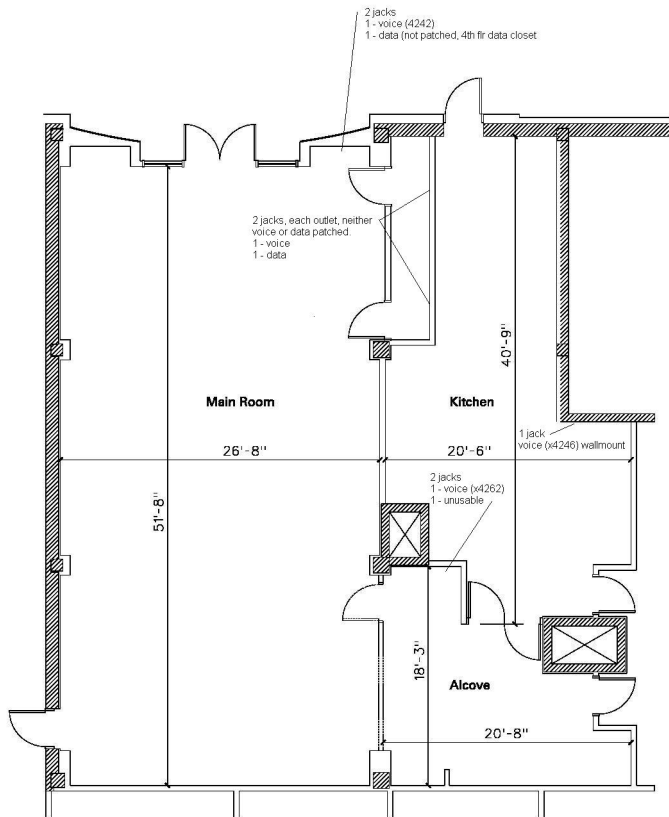 2 jacks
1 - voice (4242)
1 - data (not patched, 4th flr data closet
2 jacks, each outlet, neither
voice or data patched
1 - voice
1 - data
40'-9"
Main Room
Kitchen
1 jack
voice (x4246) wallmount
26'-8"
20'-6"
2 jacks
1 - voice (x4262)
1 - unusable
51'-8"
18'-3"
Alcove
20'-8"